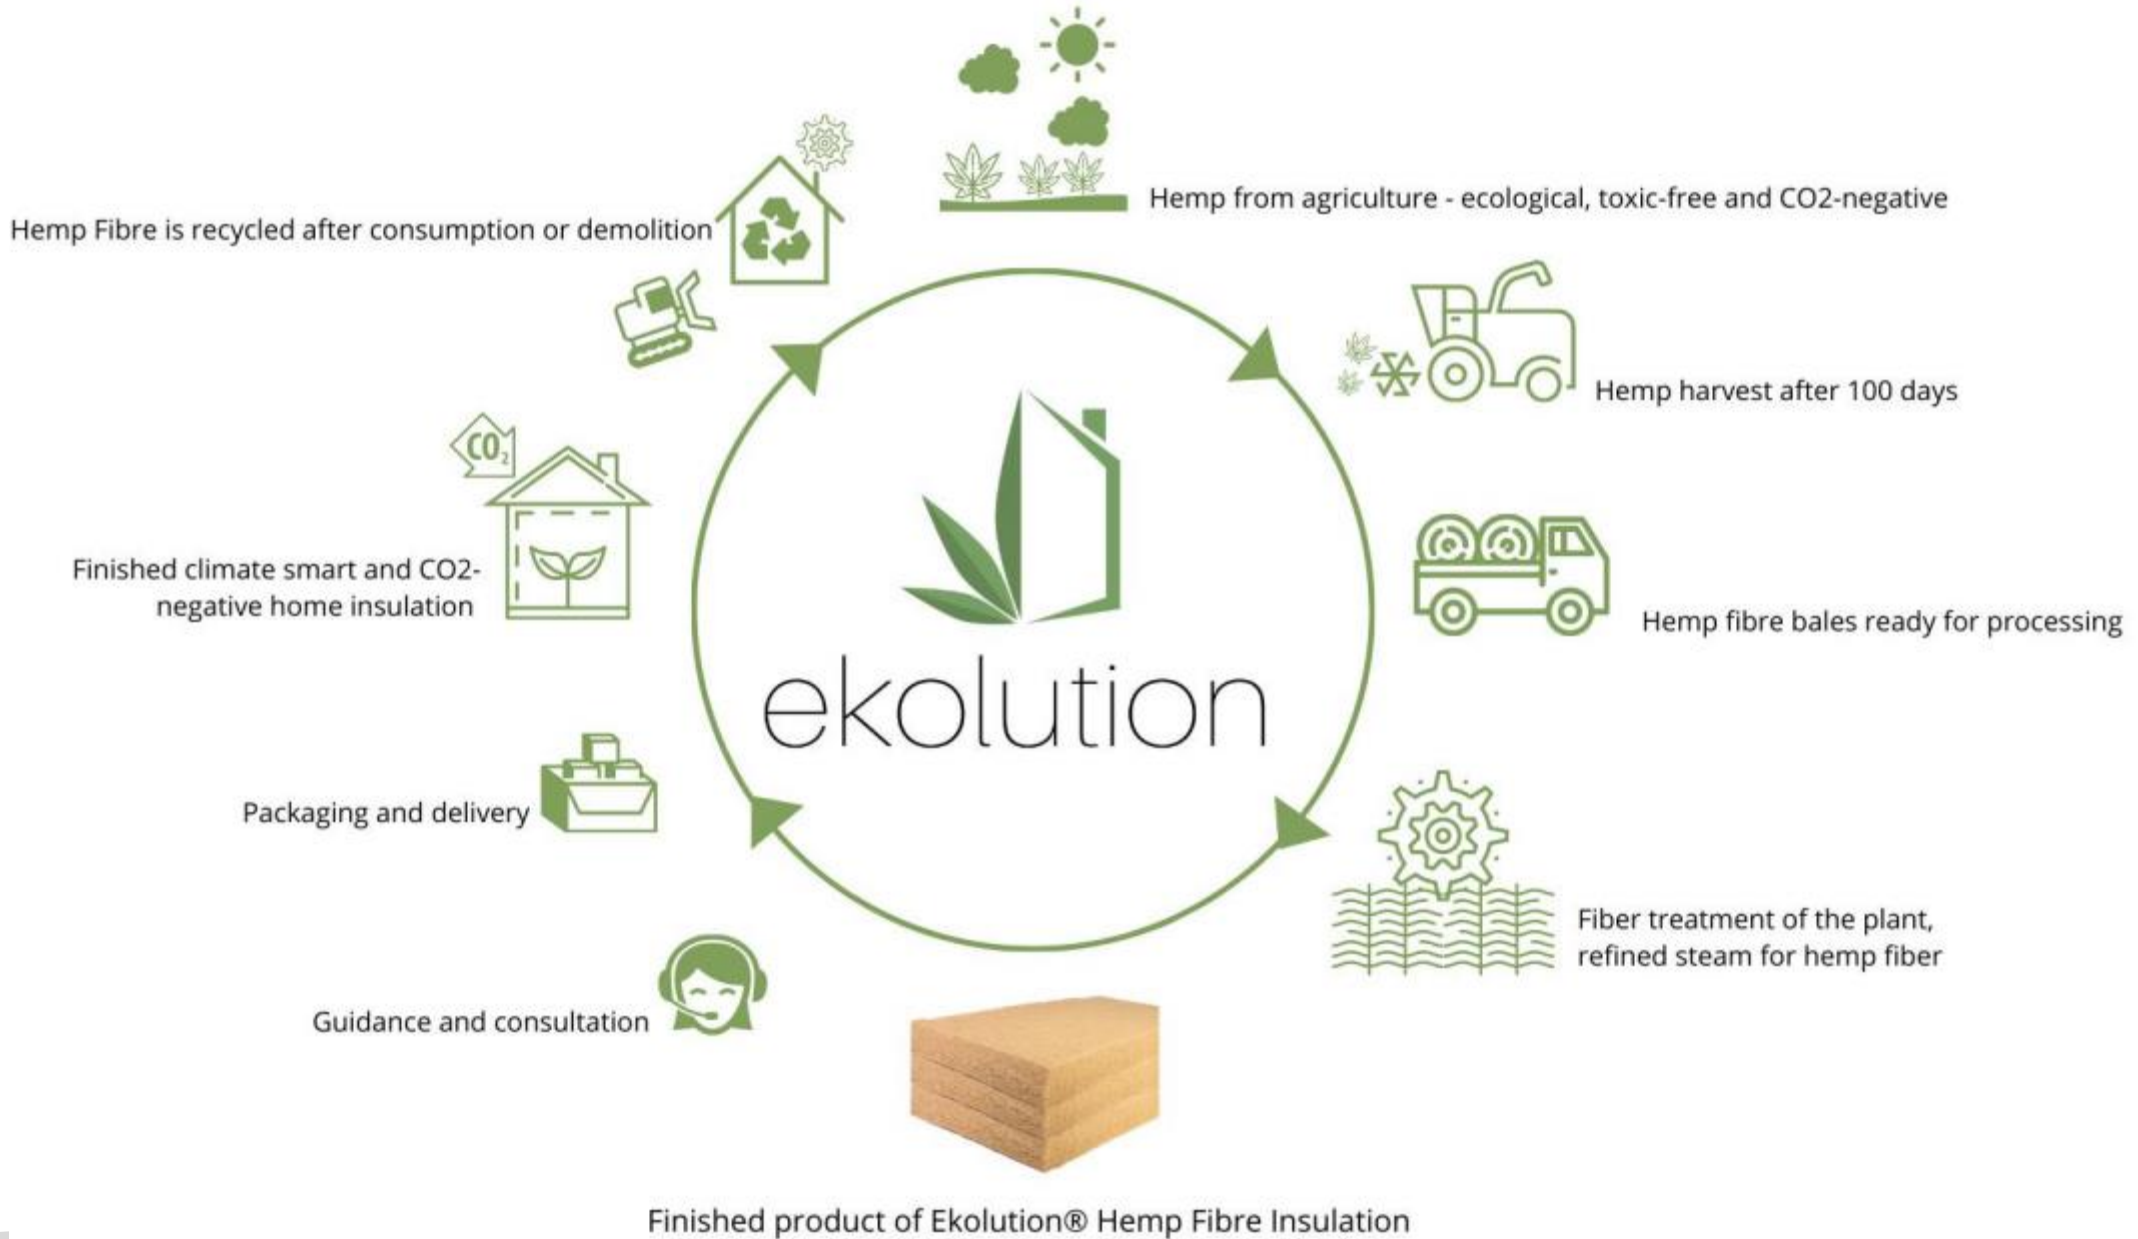 Hemp from agriculture - ecological, toxic-free and CO2-negative
Hemp Fibre is recycled after consumption or demolition
Hemp harvest after 100 days
CO2
Finished climate smart and CO2-
negative home insulation
Hemp fibre bales ready for processing
ekolution
Packaging and delivery
Fiber treatment of the plant,
refined steam for hemp fiber
Guidance and consultation
Finished product of Ekolution® Hemp Fibre Insulation